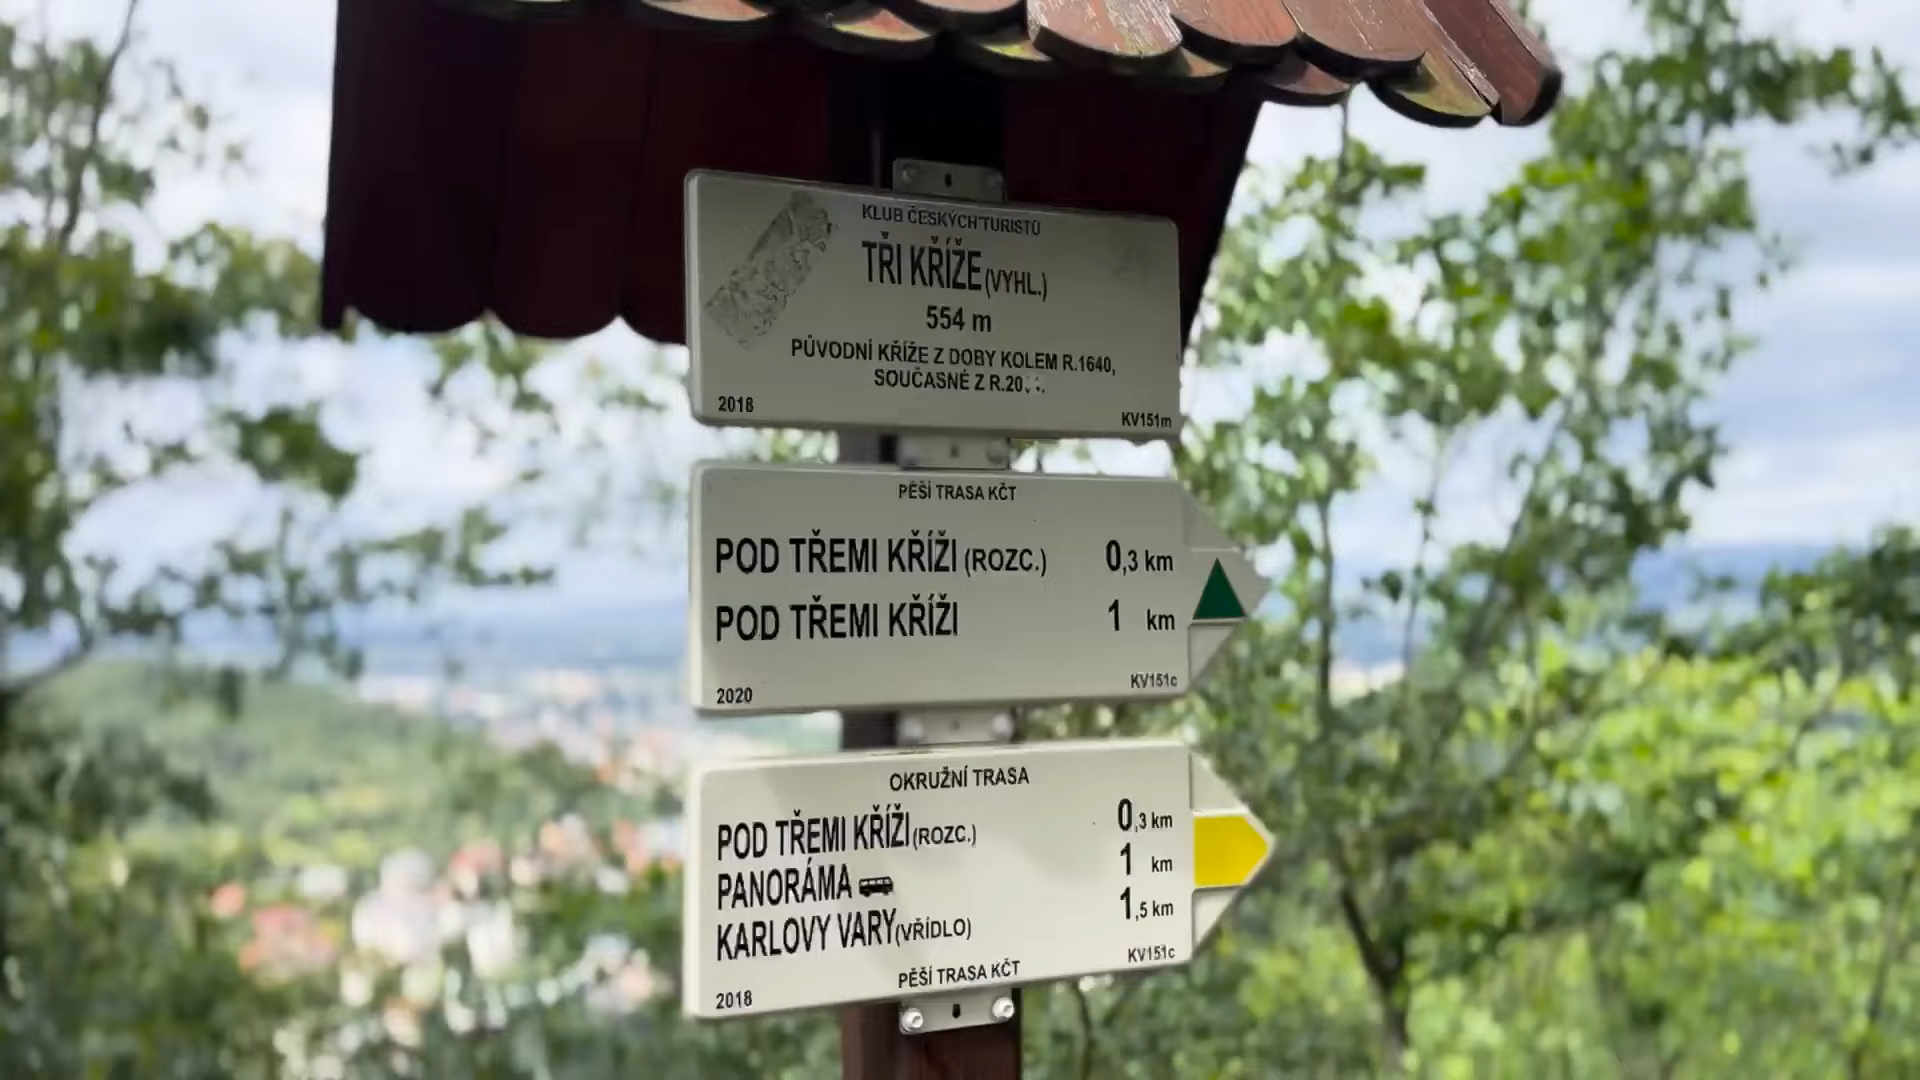 KLUB ČESKÝCH TURISTŮ
TŘI KŘÍŽE (VYHL.)
554 m
PŮVODNÍ KŘÍŽE Z DOBY KOLEM R.1640,
SOUČASNÉ Z R.
2018
KV151m
PĚŠÍ TRASA KČT
POD TŘEMI KŘÍŽI (ROZC.) 0,3 km
POD TŘEMI KŘÍŽI 1 km
2020
KV151c
OKRUŽNÍ TRASA
POD TŘEMI KŘÍŽI (ROZC.) 0,3 km
PANORÁMA 1 km
KARLOVY VARY (VŘÍDLO) 1,5 km
KV151c
PĚŠÍ TRASA KČT
2018